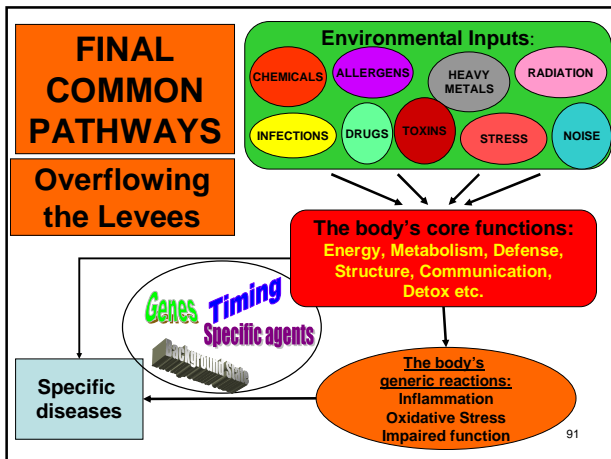 FINAL
COMMON
PATHWAYS
Overflowing
the Levees
Environmental Inputs:
CHEMICALS
ALLERGENS
HEAVY
METALS
RADIATION
INFECTIONS
DRUGS
TOXINS
STRESS
NOISE
The body's core functions:
Energy, Metabolism, Defense,
Structure, Communication,
Detox etc.
Genes
Timing
Specific agents
Background State
Specific
diseases
The body's
generic reactions:
Inflammation
Oxidative Stress
Impaired function
91